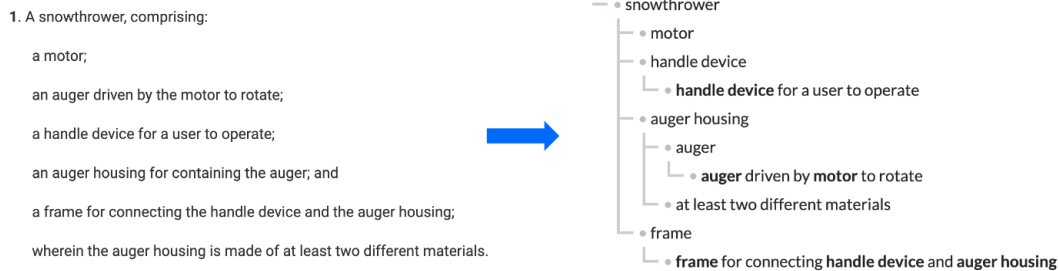 1. A snowthrower, comprising:
a motor;
an auger driven by the motor to rotate;
a handle device for a user to operate;
an auger housing for containing the auger; and
a frame for connecting the handle device and the auger housing;
wherein the auger housing is made of at least two different materials.
snowthrower
motor
handle device
handle device for a user to operate
auger housing
auger
auger driven by motor to rotate
at least two different materials
frame
frame for connecting handle device and auger housing